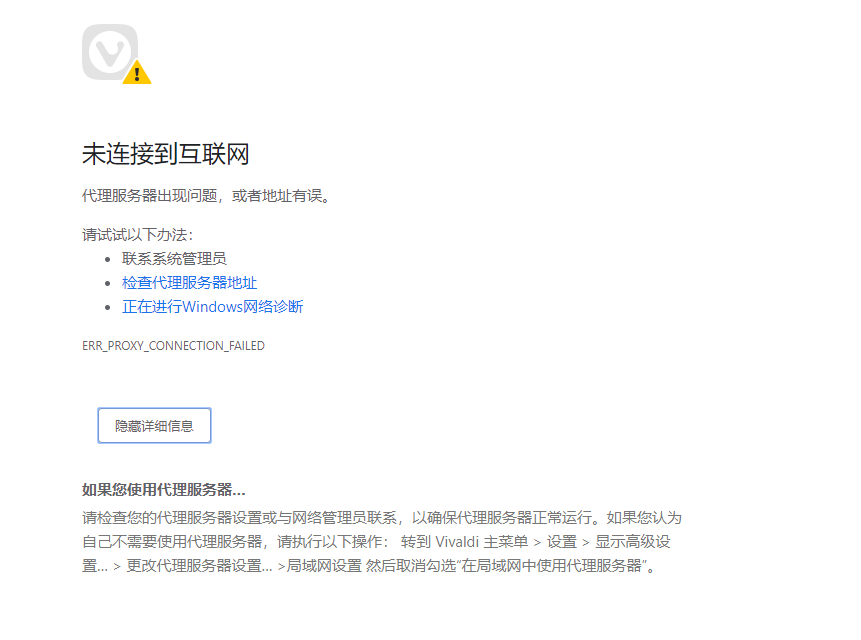 未连接到互联网
代理服务器出现问题，或者地址有误。
请试试以下办法：
联系系统管理员
检查代理服务器地址
正在进行Windows网络诊断
ERR_PROXY_CONNECTION_FAILED
隐藏详细信息
如果您使用代理服务器...
请检查您的代理服务器设置或与网络管理员联系，以确保代理服务器正常运行。如果您认为
自己不需要使用代理服务器，请执行以下操作： 转到 Vivaldi 主菜单 > 设置 > 显示高级设
置... > 更改代理服务器设置... >局域网设置 然后取消勾选“在局域网中使用代理服务器”。